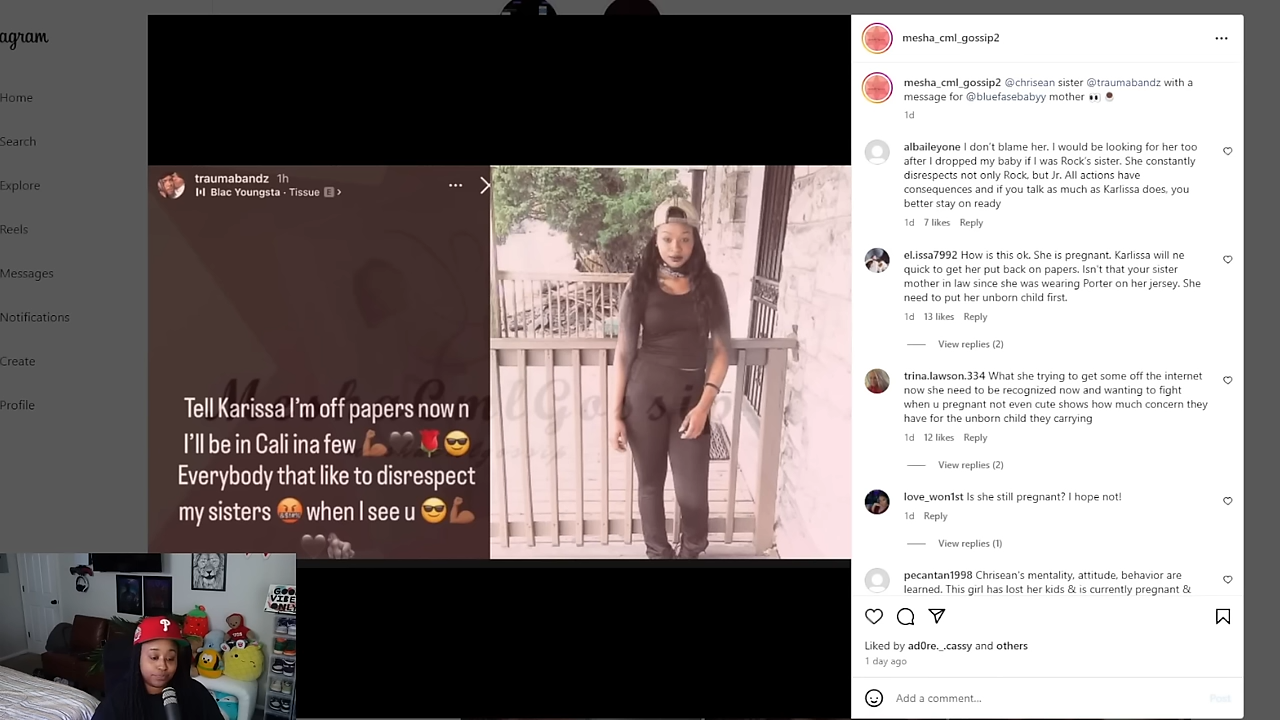 agram
Home
Search
Explore
Reels
Messages
Notifications
Create
Profile
traumabandz 1h
Blac Youngsta · Tissue E >
Tell Karissa I'm off papers now n
I'll be in Cali ina few 💪🏾🖤🌹😎
Everybody that like to disrespect
my sisters 🤬 when I see u 😎💪🏾
GOOD
VIBES
ONLY
mesha_cml_gossip2
mesha_cml_gossip2 @chrisean sister @traumabandz with a
message for @bluefasebabyy mother 👀
1d
albaileyone I don't blame her. I would be looking for her too
after I dropped my baby if I was Rock's sister. She constantly
disrespects not only Rock, but Jr. All actions have
consequences and if you talk as much as Karlissa does, you
better stay on ready
1d 7 likes Reply
el.issa7992 How is this ok. She is pregnant. Karlissa will ne
quick to get her put back on papers. Isn't that your sister
mother in law since she was wearing Porter on her jersey. She
need to put her unborn child first.
1d 13 likes Reply
View replies (2)
trina.lawson.334 What she trying to get some off the internet
now she need to be recognized now and wanting to fight
when u pregnant not even cute shows how much concern they
have for the unborn child they carrying
1d 12 likes Reply
View replies (2)
love_won1st Is she still pregnant? I hope not!
1d Reply
View replies (1)
pecantan1998 Chrisean's mentality, attitude, behavior are
learned. This girl has lost her kids & is currently pregnant &
Liked by ad0re._.cassy and others
1 day ago
Add a comment...
Post